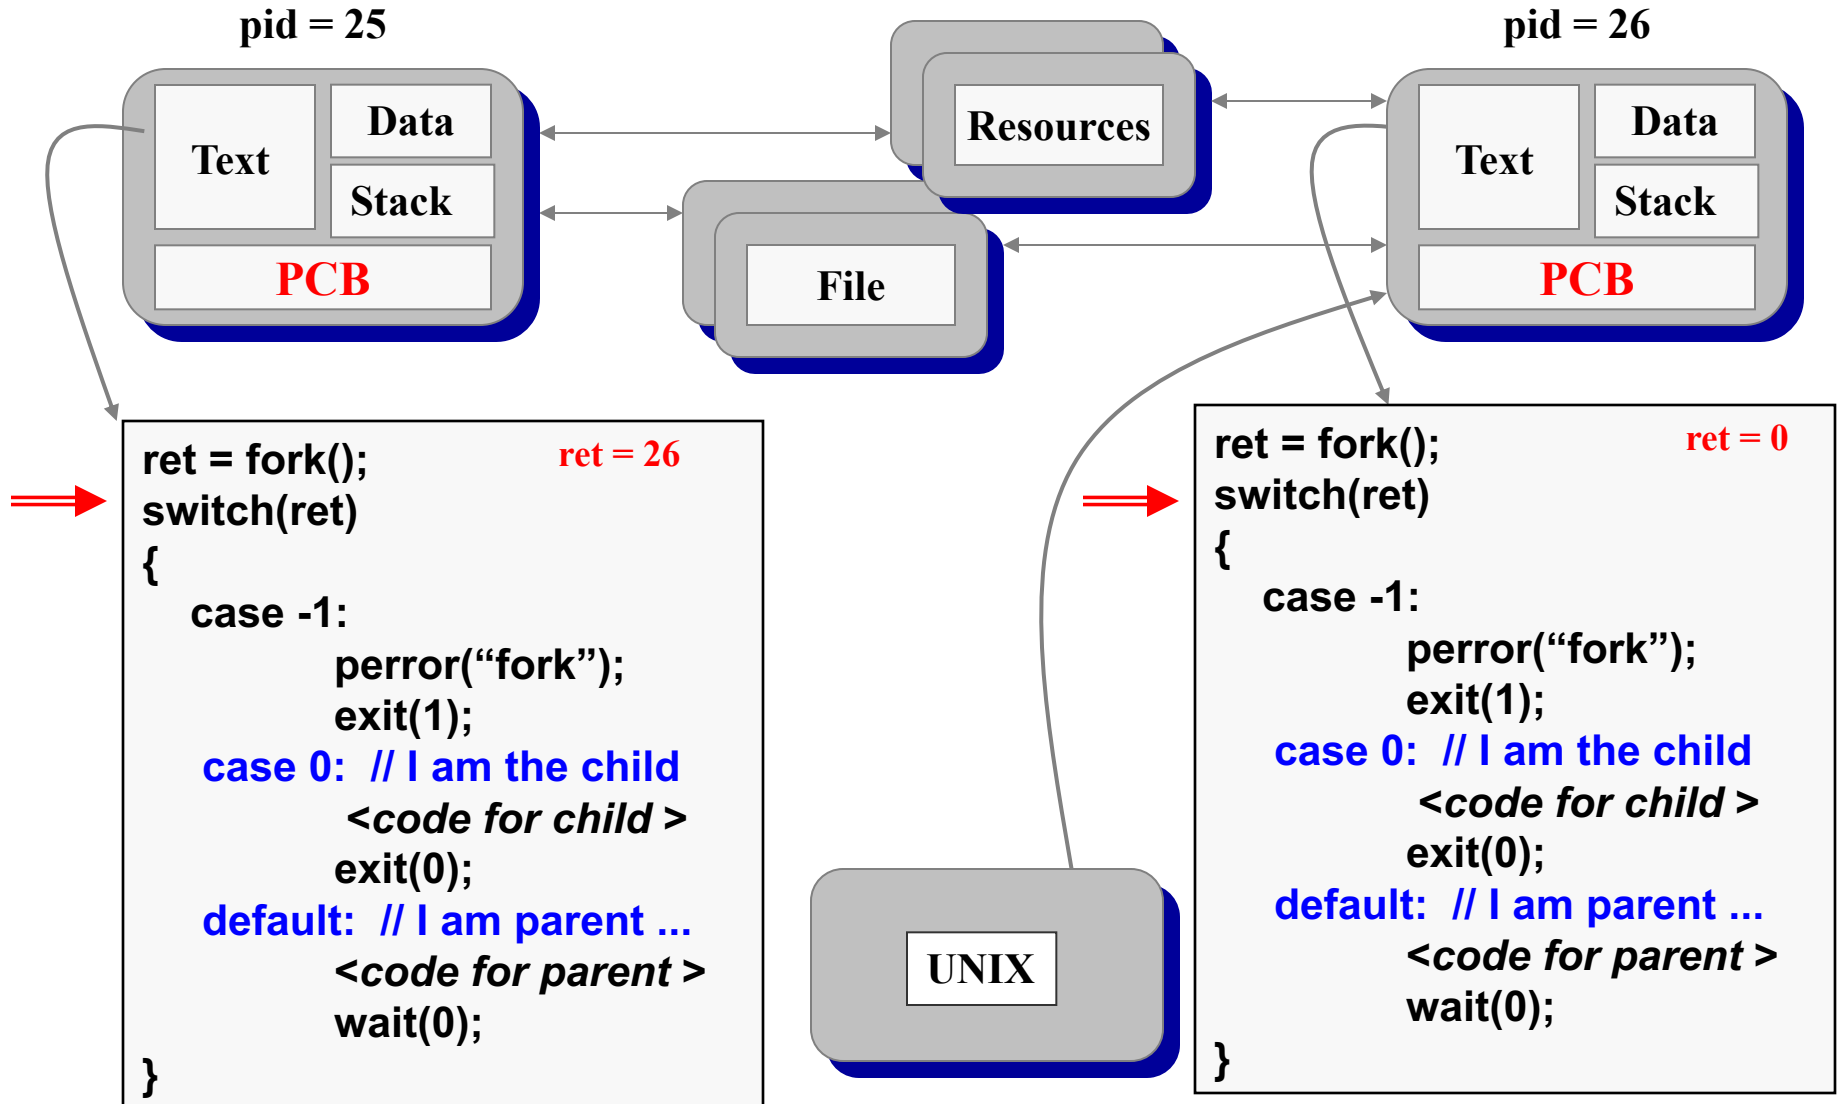 pid = 25
pid = 26
Text
Data
Stack
PCB
Resources
File
Text
Data
Stack
PCB
ret = fork();
ret = 26
switch(ret)
{
case -1:
perror(“fork”);
exit(1);
case 0: // I am the child
<code for child >
exit(0);
default: // I am parent ...
<code for parent >
wait(0);
}
UNIX
ret = fork();
ret = 0
switch(ret)
{
case -1:
perror(“fork”);
exit(1);
case 0: // I am the child
<code for child >
exit(0);
default: // I am parent ...
<code for parent >
wait(0);
}